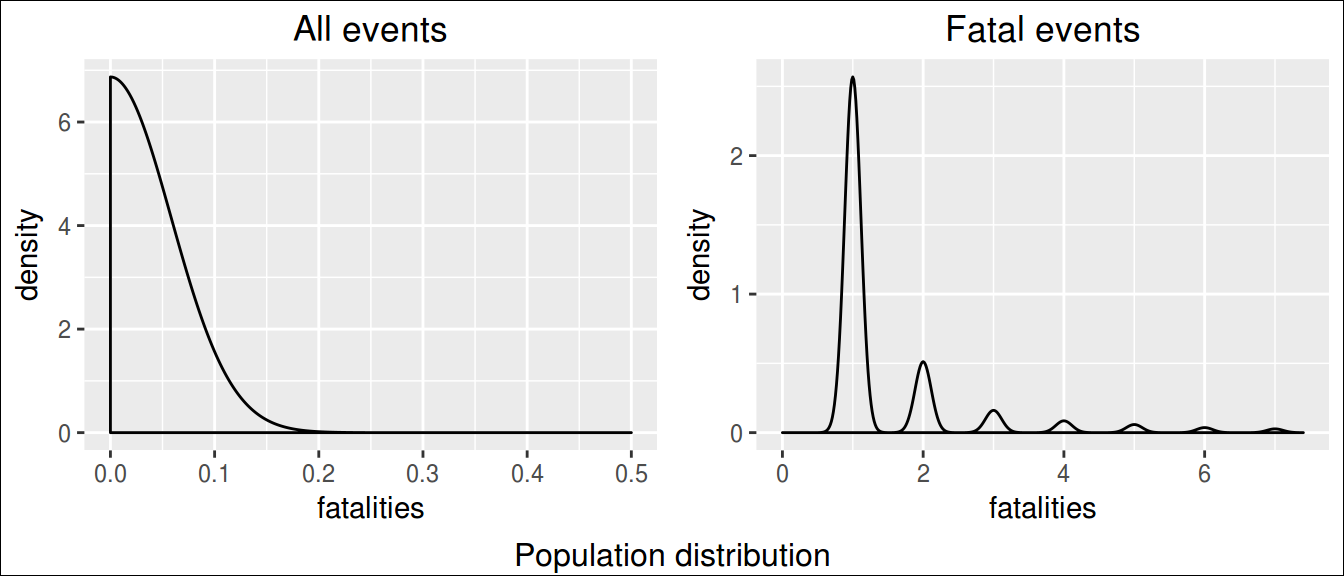 All events
Fatal events
density
6
4
2
0
0.0 0.1 0.2 0.3 0.4 0.5
fatalities
density
2
1
0
0 2 4 6
fatalities
Population distribution